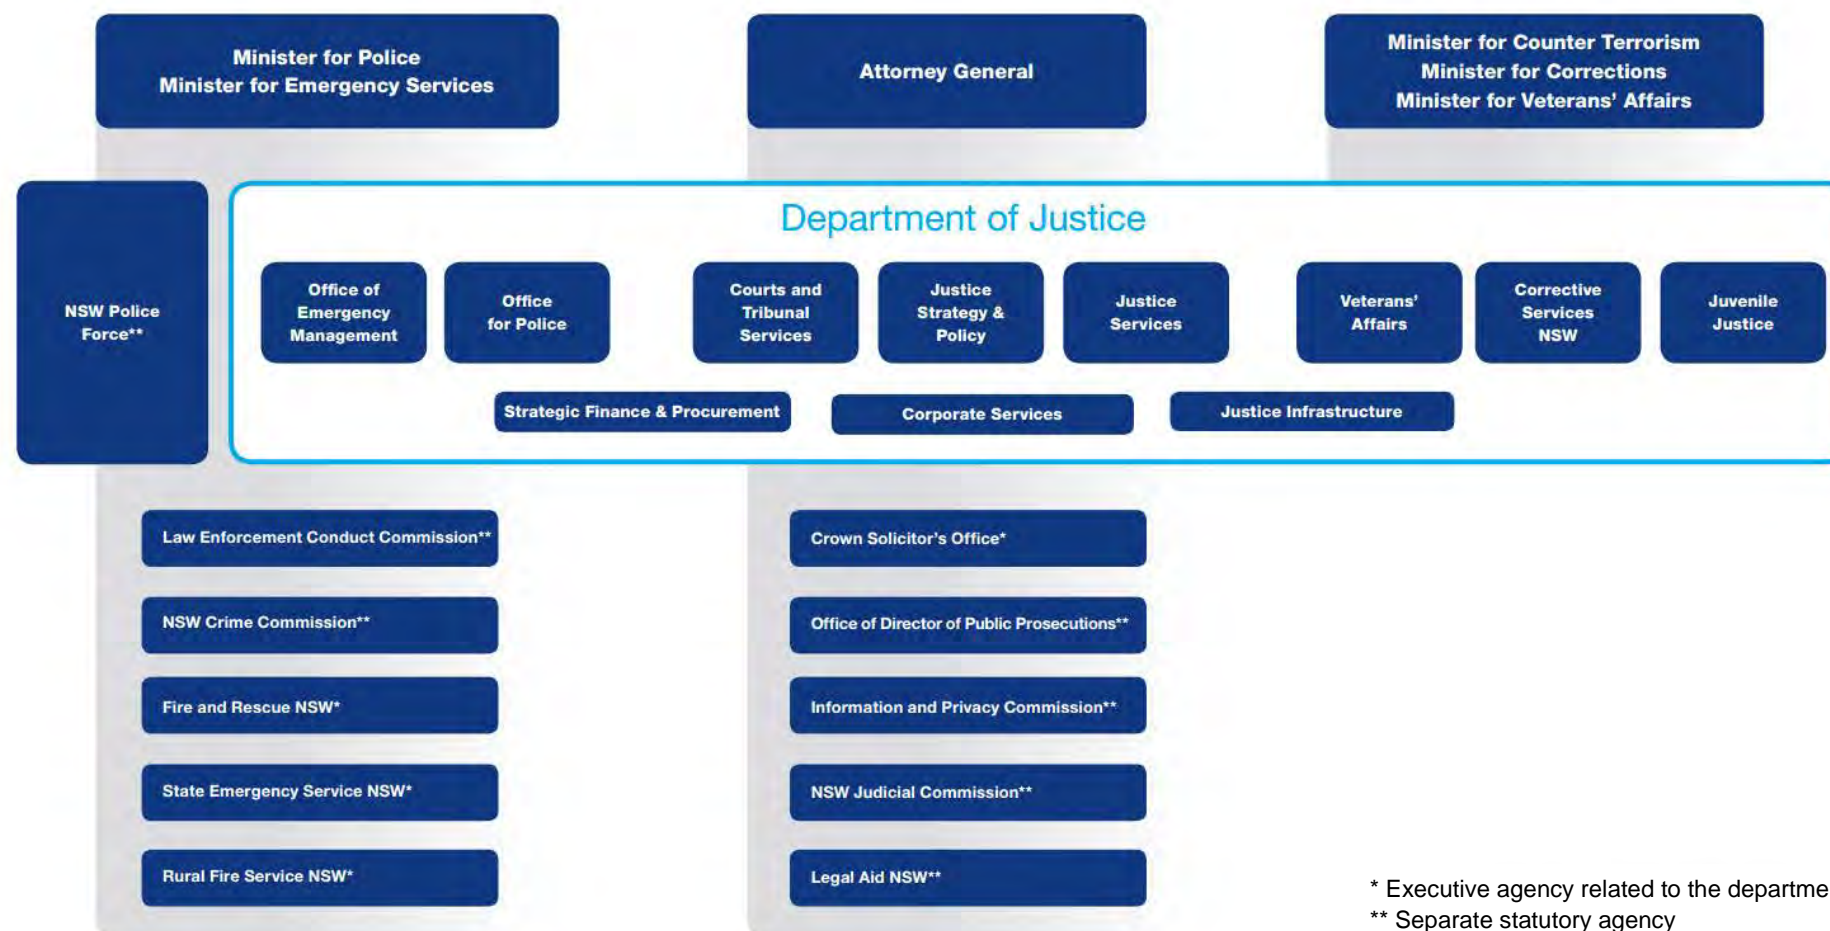 Minister for Police
Minister for Emergency Services
Attorney General
Minister for Counter Terrorism
Minister for Corrections
Minister for Veterans' Affairs
NSW Police
Force**
Department of Justice
Office of
Emergency
Management
Office
for Police
Courts and
Tribunal
Services
Justice
Strategy &
Policy
Justice
Services
Veterans'
Affairs
Corrective
Services
NSW
Juvenile
Justice
Strategic Finance & Procurement
Corporate Services
Justice Infrastructure
Law Enforcement Conduct Commission**
NSW Crime Commission**
Fire and Rescue NSW*
State Emergency Service NSW*
Rural Fire Service NSW*
Crown Solicitor's Office*
Office of Director of Public Prosecutions**
Information and Privacy Commission**
NSW Judicial Commission**
Legal Aid NSW**
* Executive agency related to the departme
** Separate statutory agency